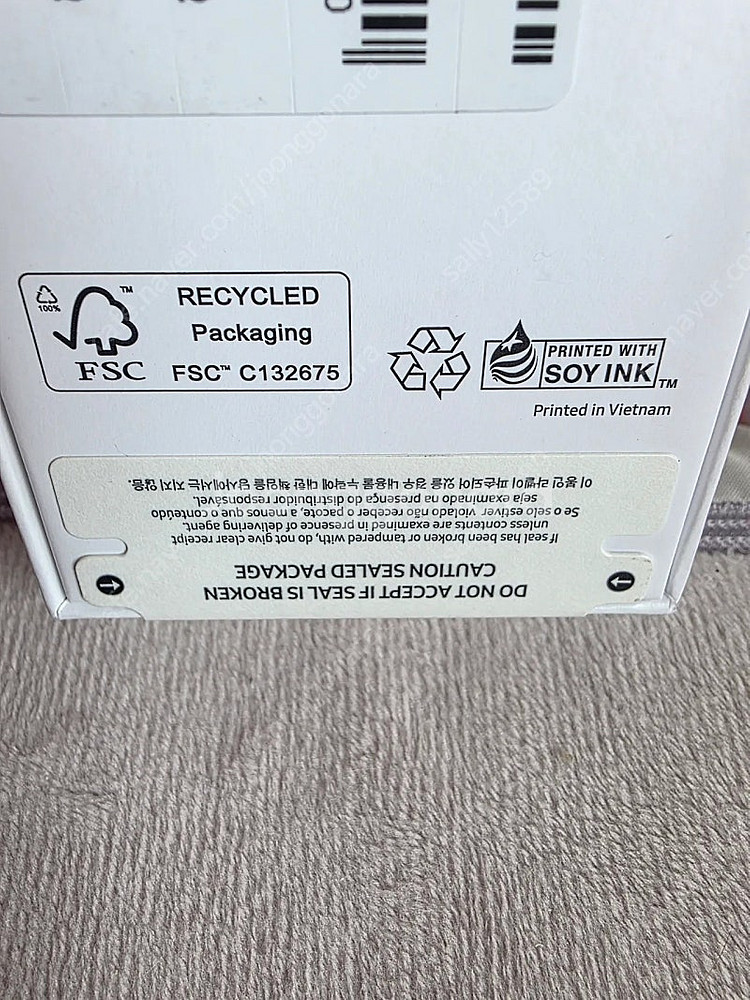 100%
FSC™
RECYCLED
Packaging
FSC™ C132675
PRINTED WITH
SOY INK™
Printed in Vietnam
DO NOT ACCEPT IF SEAL IS BROKEN
CAUTION SEALED PACKAGE
If seal has been broken or tampered with, do not give clear receipt
unless contents are examined in presence of delivering agent.
Se o selo estiver violado não receber o pacote, a menos que o conteúdo
seja examinado na presença do distribuidor responsável.
이 봉인 라벨이 파손되어 있을 경우 내용물 누락에 대한 책임을 당사에서는 지지 않음.
sally12589